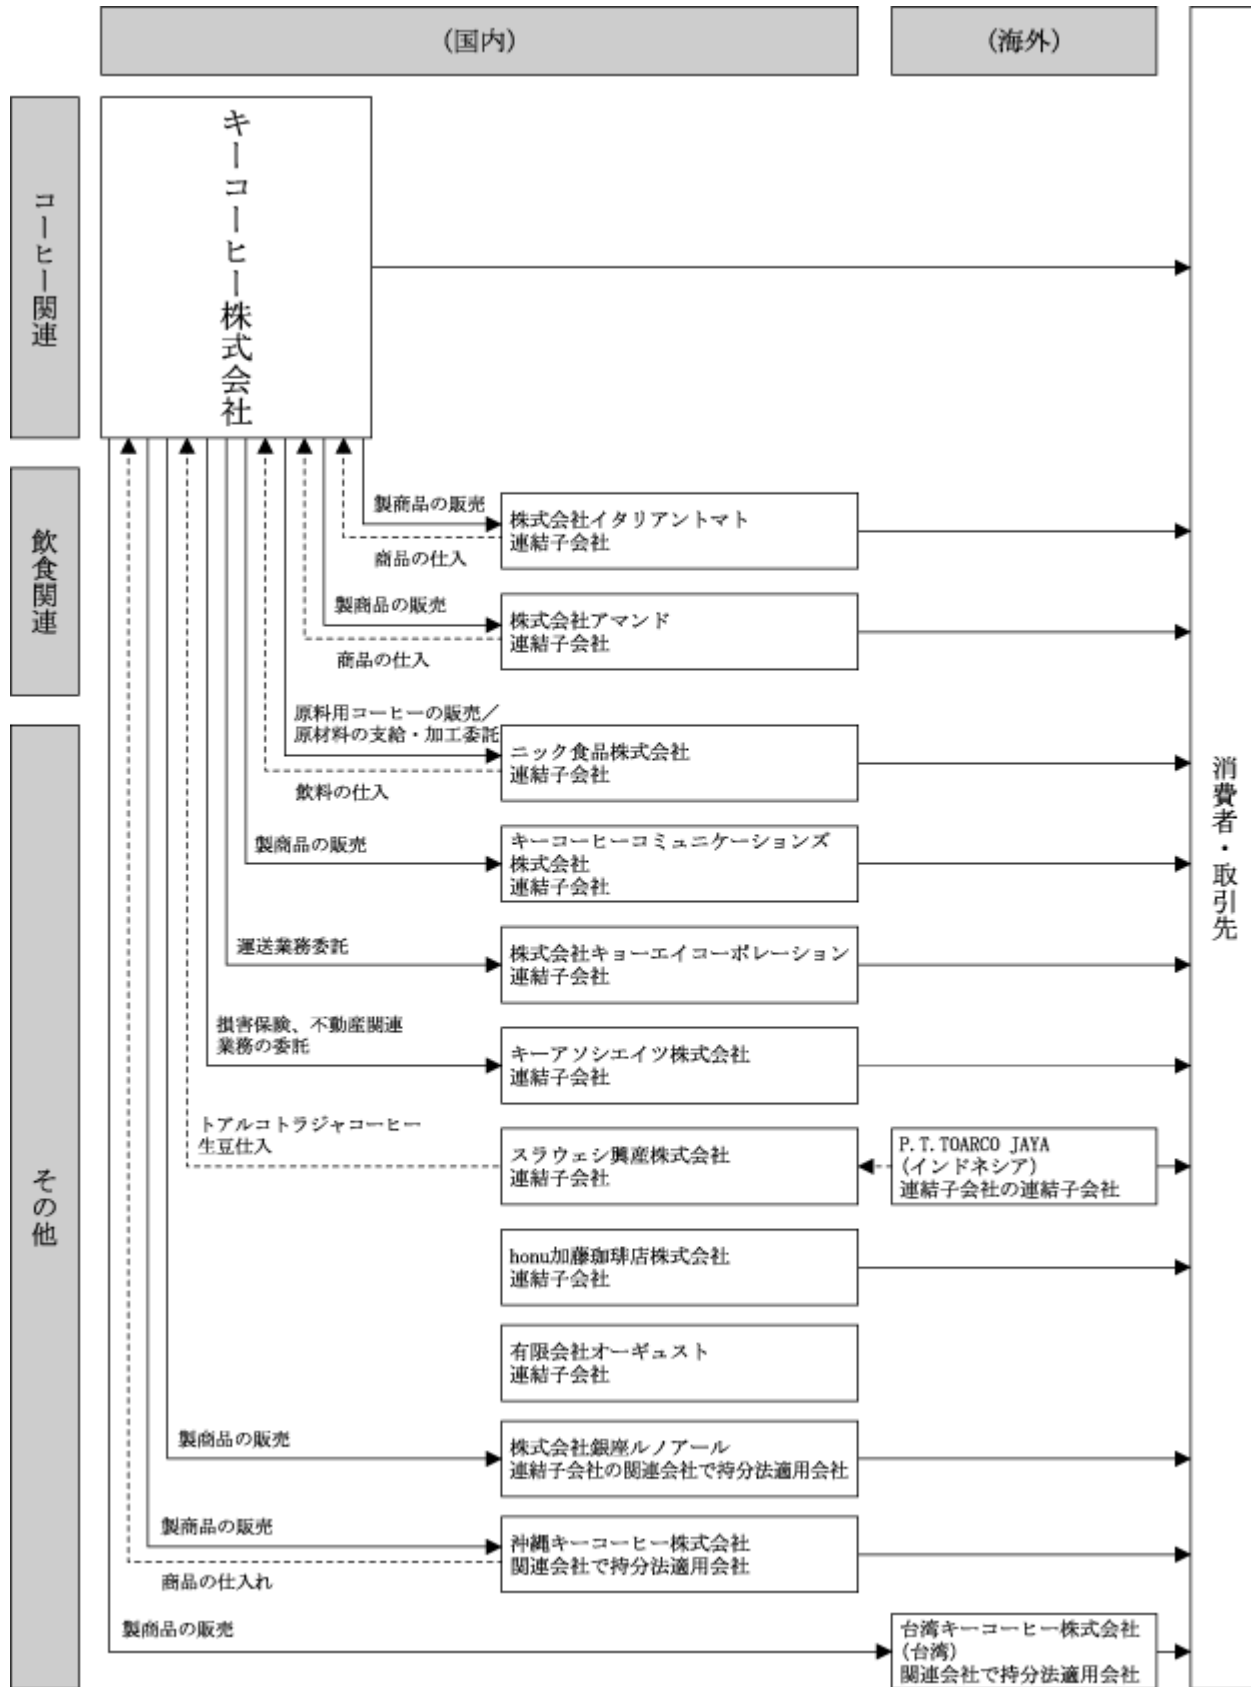 (国内)
(海外)
コーヒー関連
キーコーヒー株式会社
飲食関連
製商品の販売
株式会社イタリアントマト
連結子会社
商品の仕入
製商品の販売
株式会社アマンド
連結子会社
商品の仕入
その他
原料用コーヒーの販売／
原材料の支給・加工委託
ニック食品株式会社
連結子会社
飲料の仕入
製商品の販売
キーコーヒーコミュニケーションズ
株式会社
連結子会社
運送業務委託
株式会社キョーエイコーポレーション
連結子会社
損害保険、不動産関連
業務の委託
キーアソシエイツ株式会社
連結子会社
トアルコトラジャコーヒー
生豆仕入
スラウェシ興産株式会社
連結子会社
P.T.TOARCO JAYA
(インドネシア)
連結子会社の連結子会社
honu加藤珈琲店株式会社
連結子会社
有限会社オーギュスト
連結子会社
製商品の販売
株式会社銀座ルノアール
連結子会社の関連会社で持分法適用会社
製商品の販売
沖縄キーコーヒー株式会社
関連会社で持分法適用会社
商品の仕入れ
製商品の販売
台湾キーコーヒー株式会社
(台湾)
関連会社で持分法適用会社
消費者・取引先